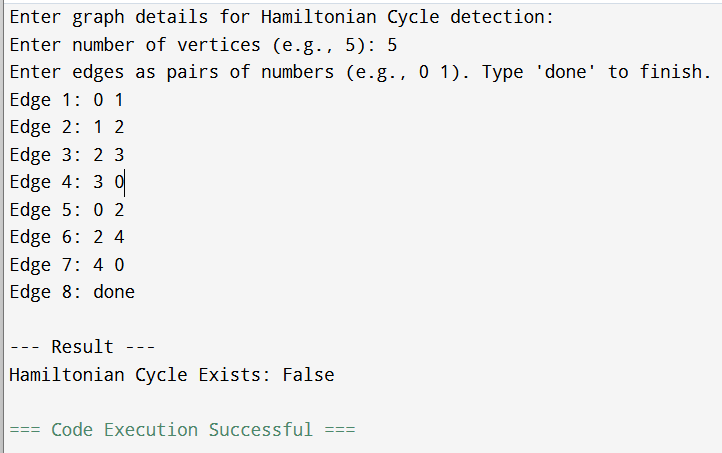 Enter graph details for Hamiltonian Cycle detection:
Enter number of vertices (e.g., 5): 5
Enter edges as pairs of numbers (e.g., 0 1). Type 'done' to finish.
Edge 1: 0 1
Edge 2: 1 2
Edge 3: 2 3
Edge 4: 3 0
Edge 5: 0 2
Edge 6: 2 4
Edge 7: 4 0
Edge 8: done
--- Result ---
Hamiltonian Cycle Exists: False
=== Code Execution Successful ===